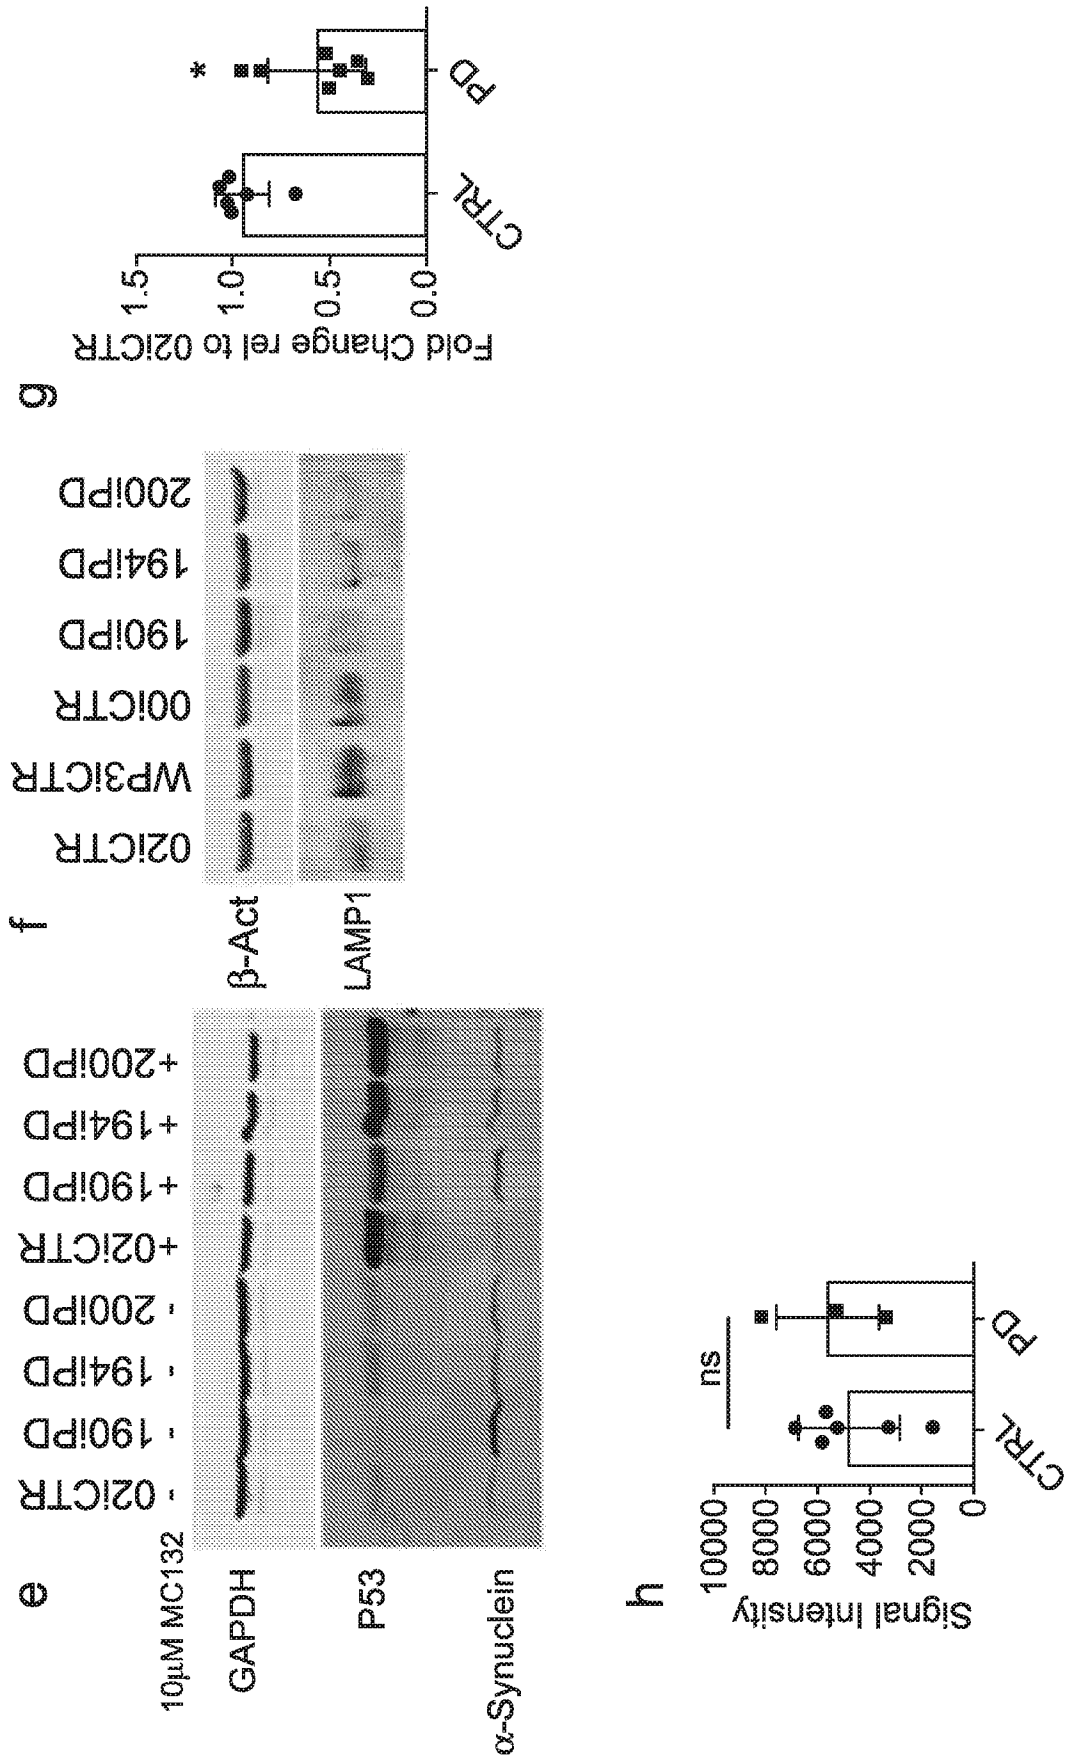 e
10µM MC132
- 02iCTR
- 190iPD
- 194iPD
- 200iPD
+02iCTR
+190iPD
+194iPD
+200iPD
GAPDH
P53
α-Synuclein
f
02iCTR
WP3iCTR
00iCTR
190iPD
194iPD
200iPD
β-Act
LAMP1
g
Fold Change rel to 02iCTR
1.5
1.0
0.5
0.0
*
CTRL
PD
h
Signal Intensity
10000
8000
6000
4000
2000
0
ns
CTRL
PD